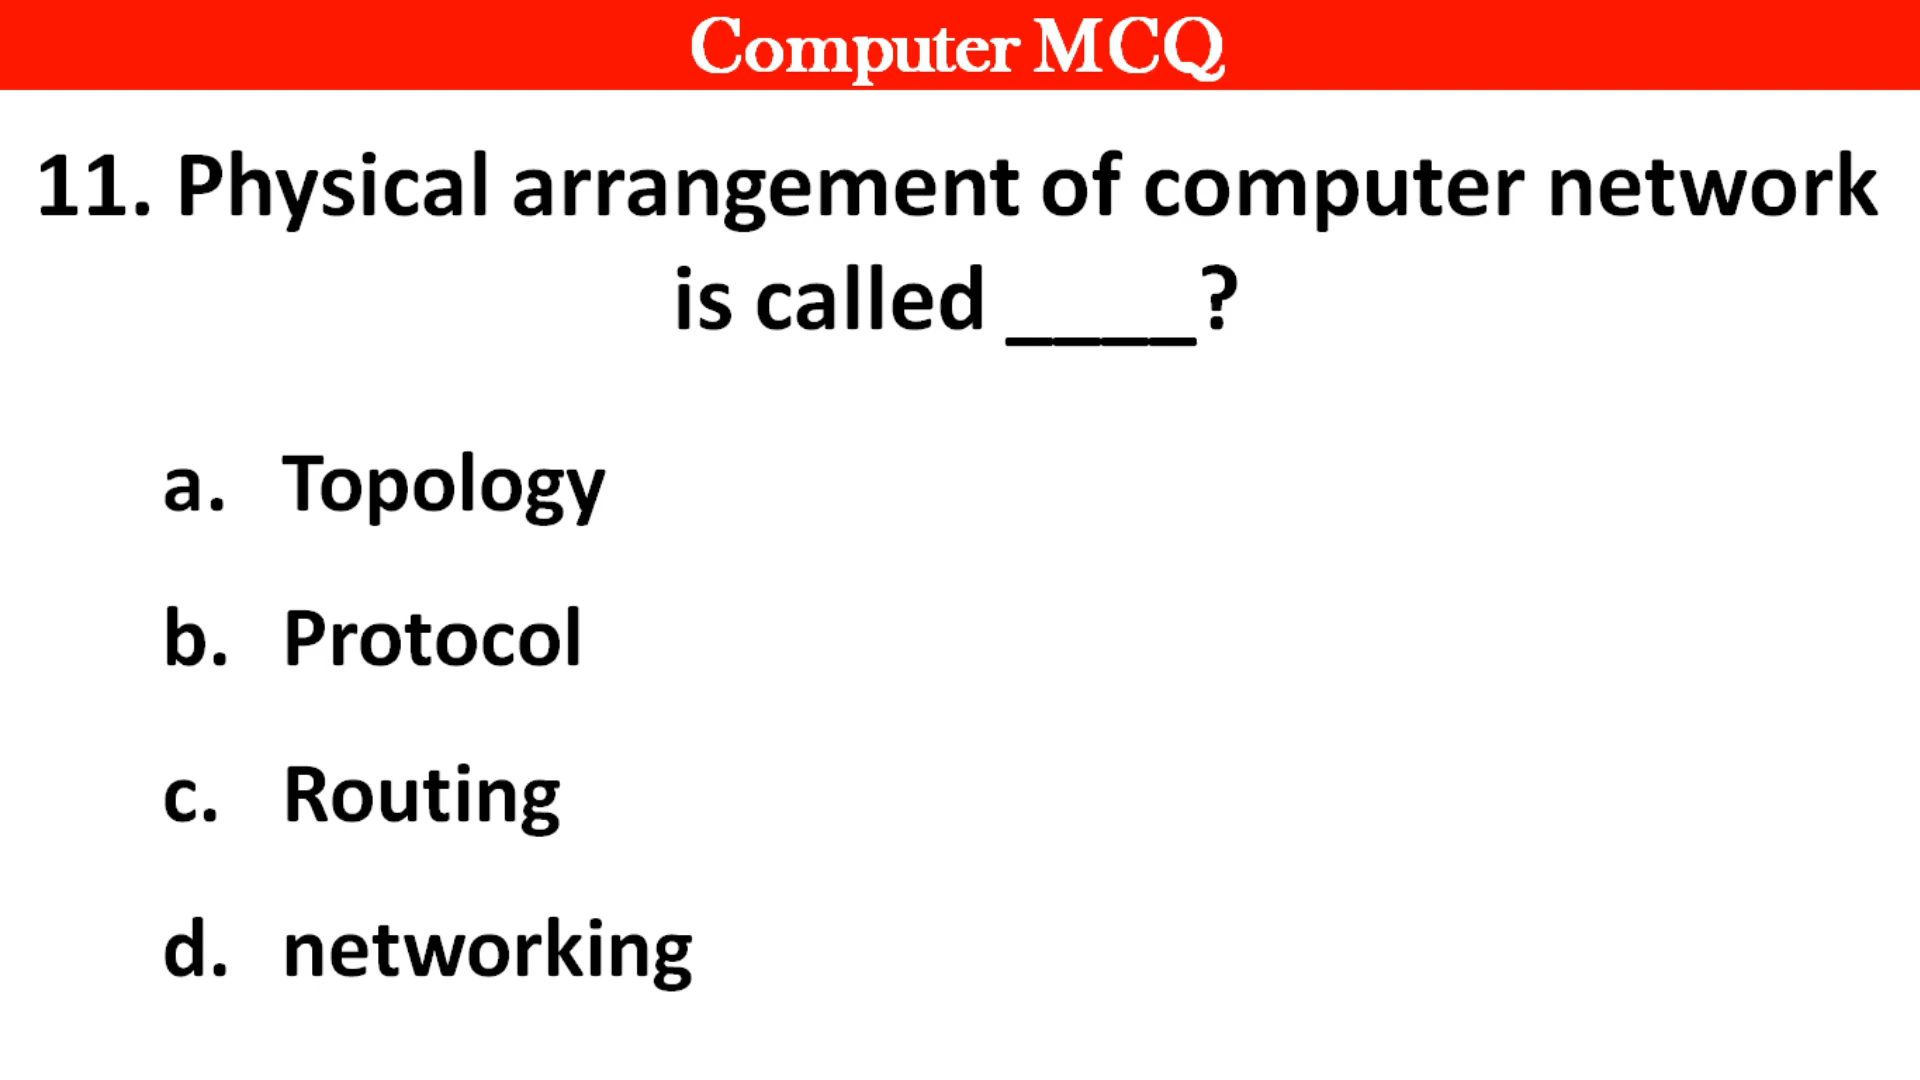 Computer MCQ
11. Physical arrangement of computer network
is called ____?
a. Topology
b. Protocol
c. Routing
d. networking